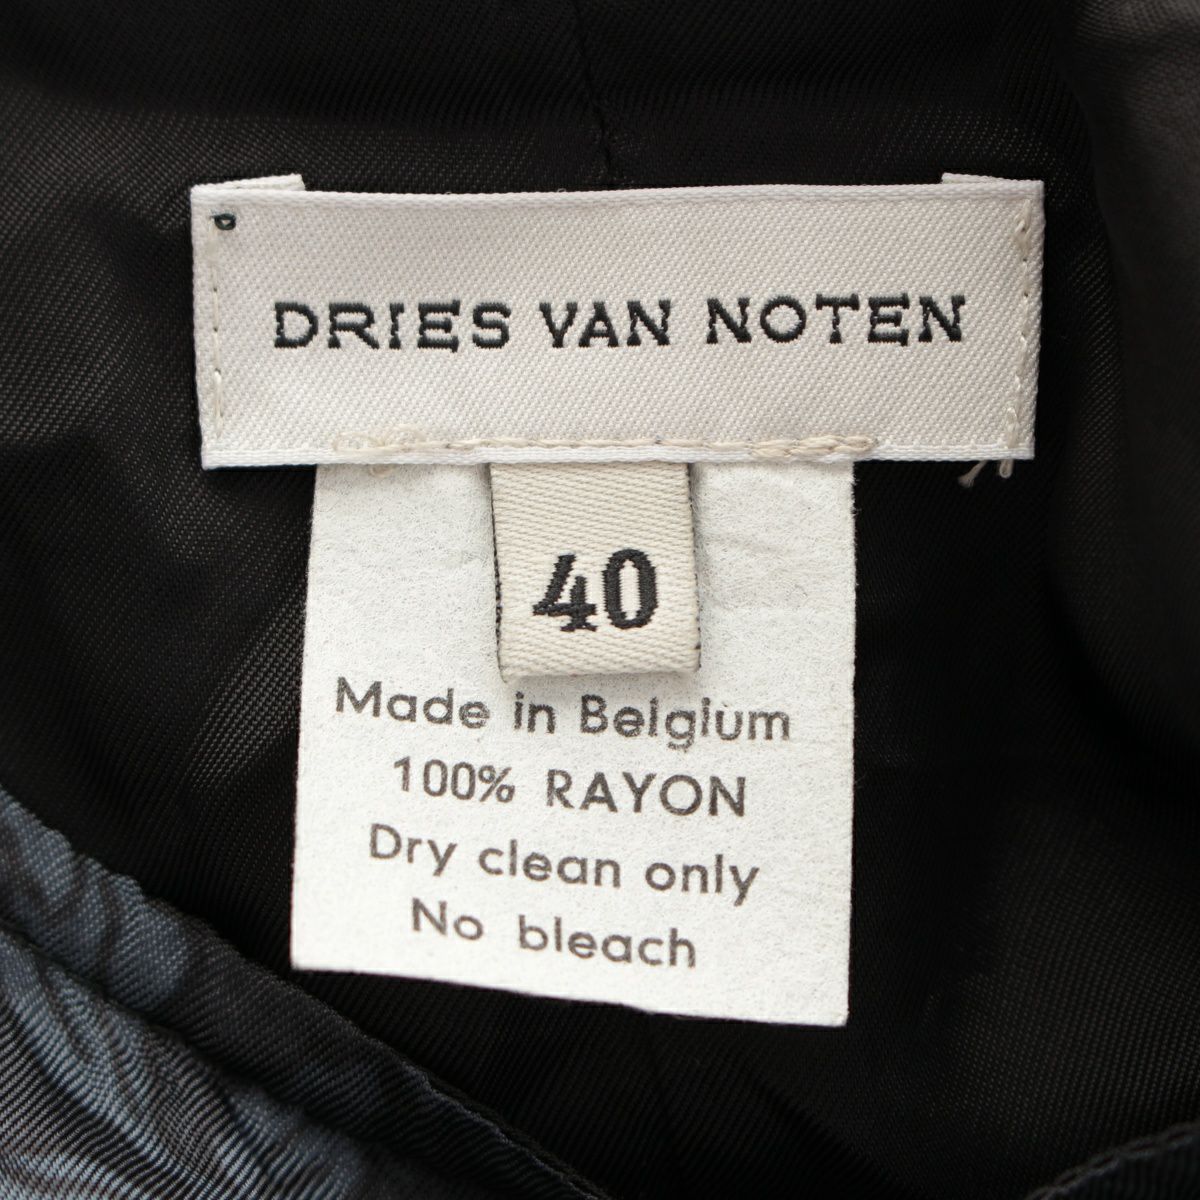 DRIES VAN NOTEN
40
Made in Belgium
100% RAYON
Dry clean only
No bleach